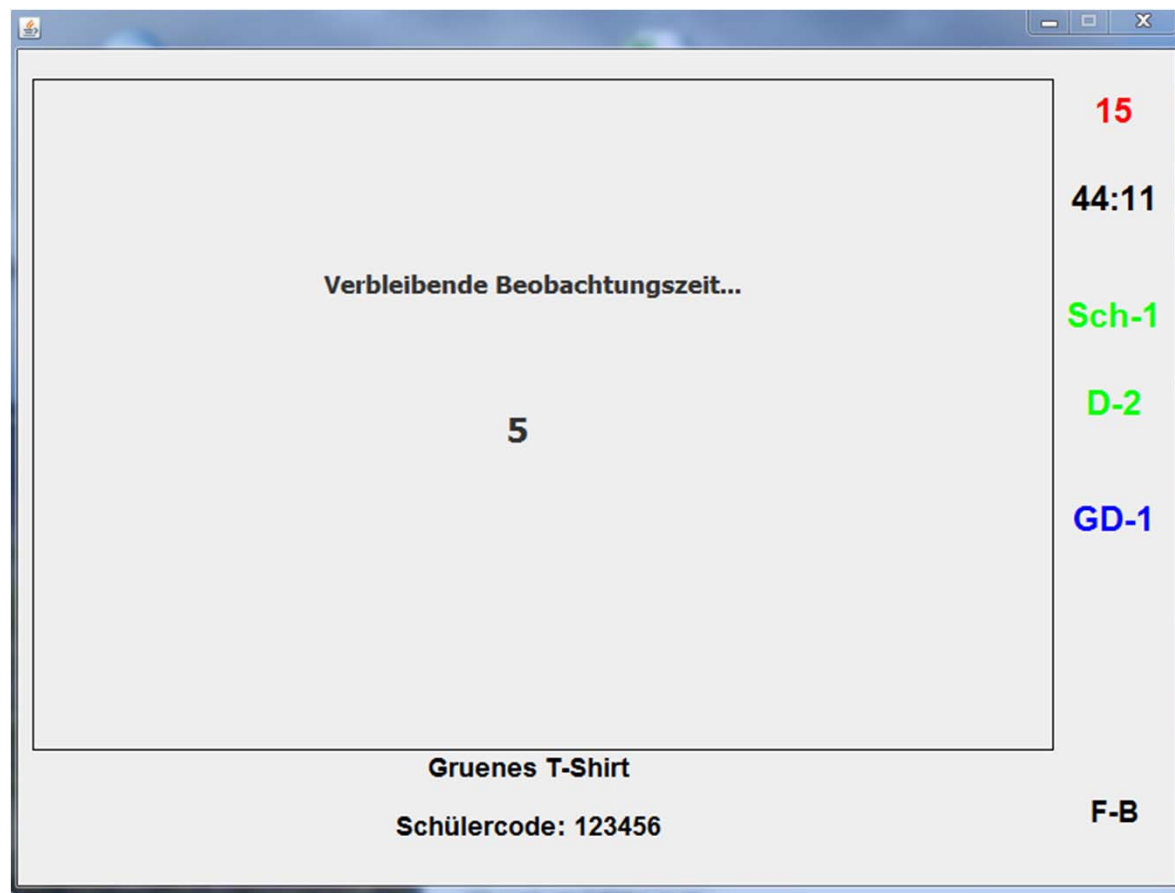 15
44:11
Verbleibende Beobachtungszeit...
Sch-1
D-2
5
GD-1
Gruenes T-Shirt
Schülercode: 123456
F-B